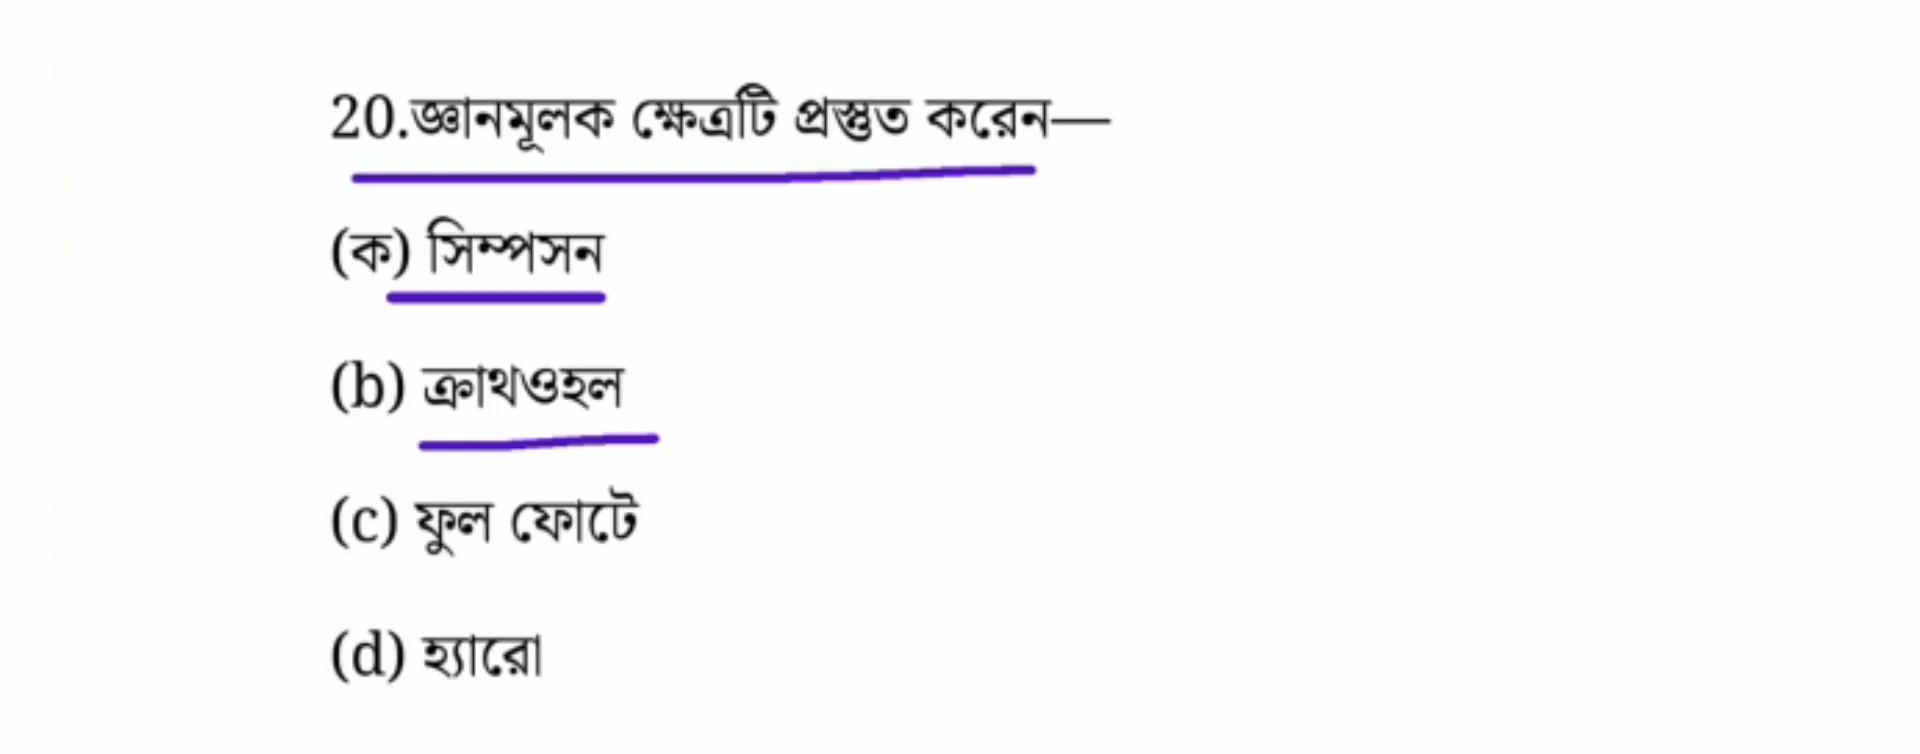 20.জ্ঞানমূলক ক্ষেত্রটি প্রস্তুত করেন—
(ক) সিম্পসন
(b) ক্রাথওহল
(c) ফুল ফোটে
(d) হ্যারো